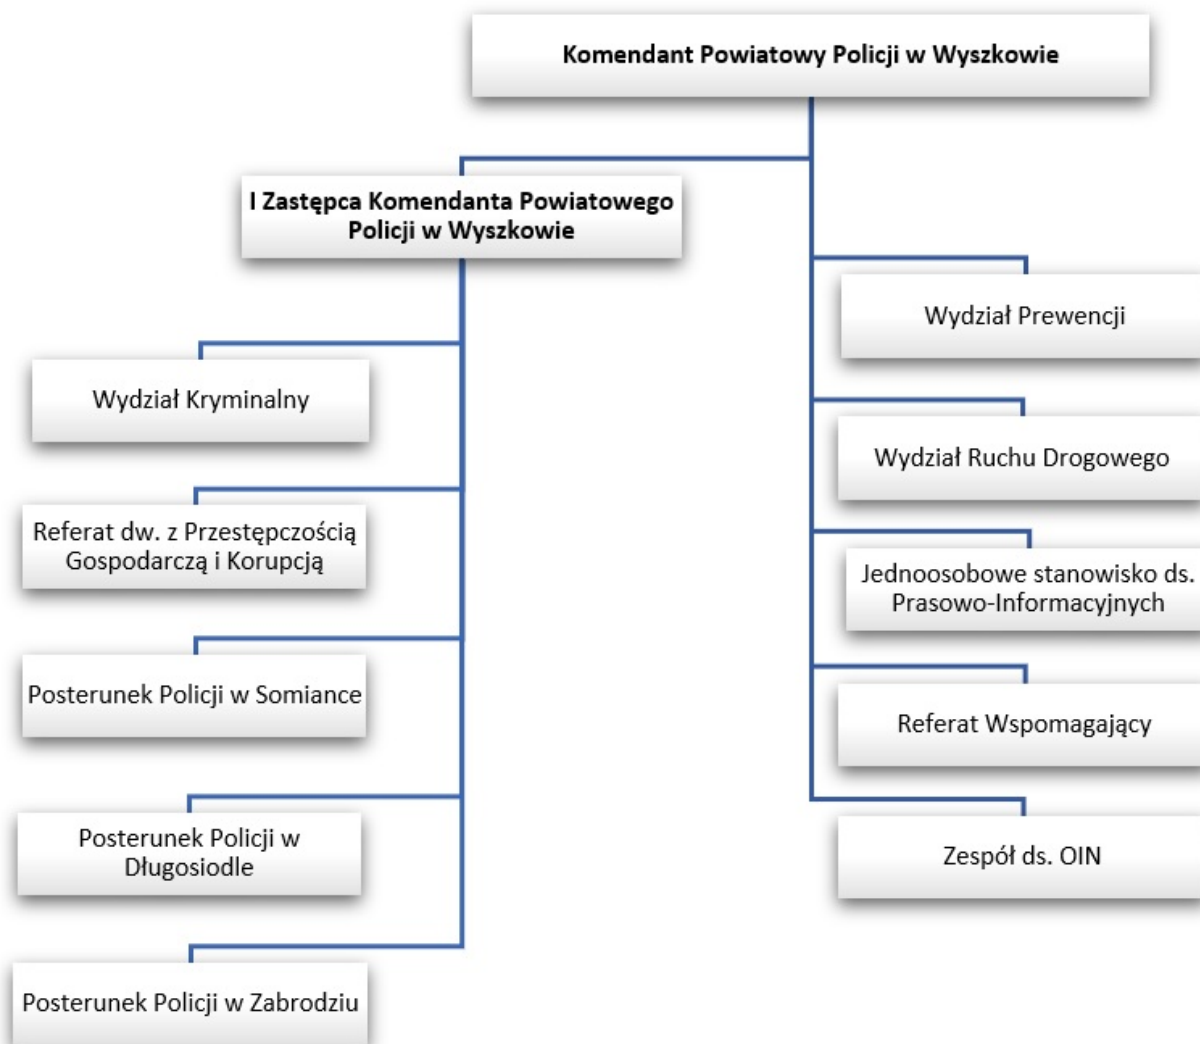 Komendant Powiatowy Policji w Wyszkowie
I Zastępca Komendanta Powiatowego
Policji w Wyszkowie
Wydział Kryminalny
Referat dw. z Przestępczością
Gospodarczą i Korupcją
Posterunek Policji w Somiance
Posterunek Policji w
Długosiodle
Posterunek Policji w Zabrodziu
Wydział Prewencji
Wydział Ruchu Drogowego
Jednoosobowe stanowisko ds.
Prasowo-Informacyjnych
Referat Wspomagający
Zespół ds. OIN